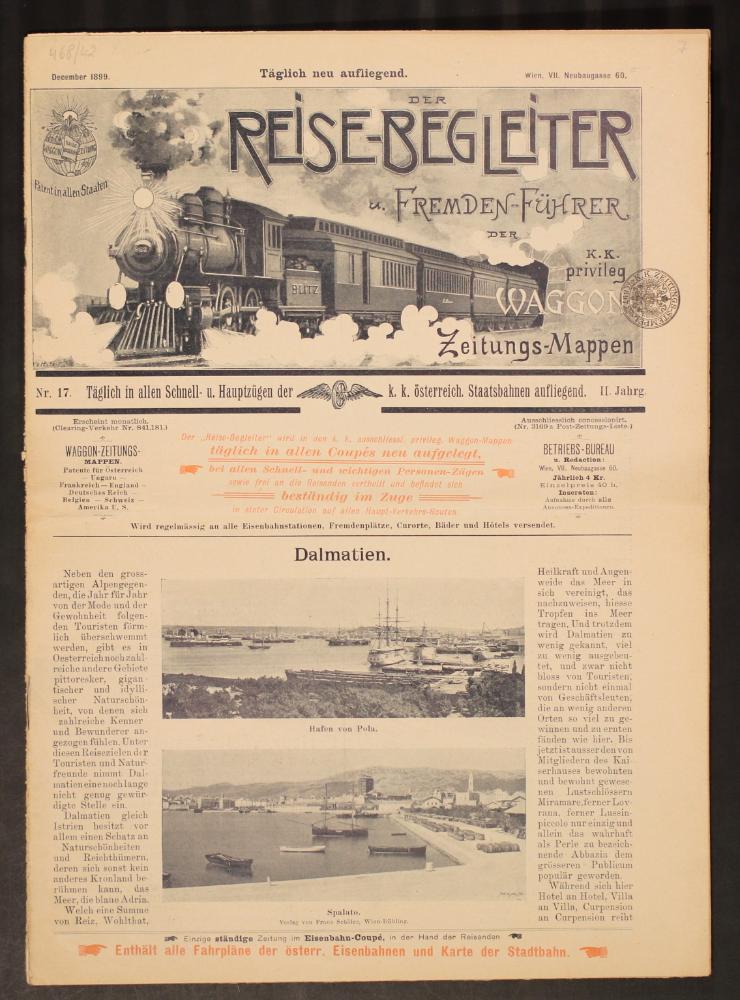 468/42
7
December 1899.
Täglich neu aufliegend.
Wien, VII. Neubaugasse 60.
DER
REISE-BEGLEITER
u. FREMDEN-FÜHRER
DER
K.K.
privileg
WAGGON
Zeitungs-Mappen
Patent in allen Staaten
BLITZ
Nr. 17. Täglich in allen Schnell- u. Hauptzügen der k. k. österreich. Staatsbahnen aufliegend. II. Jahrg.
Erscheint monatlich.
(Clearing-Verkehr Nr. 841.181.)
WAGGON-ZEITUNGS-
MAPPEN.
Patente für Österreich
— Ungarn —
Frankreich — England —
Deutsches Reich —
Belgien — Schweiz —
Amerika U. S.
Der „Reise-Begleiter" wird in den k. k. ausschliessl. privileg. Waggon-Mappen
täglich in allen Coupés neu aufgelegt,
bei allen Schnell- und wichtigen Personen-Zügen
sowie frei an die Reisenden vertheilt und befindet sich
beständig im Zuge
in steter Circulation auf allen Haupt-Verkehrs-Routen.
Ausschliesslich concessionirt.
(Nr. 3169 a Post-Zeitungs-Liste.)
BETRIEBS-BUREAU
u. Redaction:
Wien, VII. Neubaugasse 60.
Jährlich 4 Kr.
Einzelpreis 40 h.
Inseraten:
Aufnahme durch alle
Annoncen-Expeditionen.
Wird regelmässig an alle Eisenbahnstationen, Fremdenplätze, Curorte, Bäder und Hôtels versendet.
Dalmatien.
Neben den gross-
artigen Alpengegen-
den, die Jahr für Jahr
von der Mode und der
Gewohnheit folgen-
den Touristen förm-
lich überschwemmt
werden, gibt es in
Oesterreich noch zahl-
reiche andere Gebiete
pittoresker, gigan-
tischer und idylli-
scher Naturschön-
heit, von denen sich
zahlreiche Kenner
und Bewunderer an-
gezogen fühlen. Unter
diesen Reisezielen der
Touristen und Natur-
freunde nimmt Dal-
matien eine noch lange
nicht genug gewür-
digte Stelle ein.
Dalmatien gleich
Istrien besitzt vor
allem einen Schatz an
Naturschönheiten
und Reichthümern,
deren sich sonst kein
anderes Kronland be-
rühmen kann, das
Meer, die blaue Adria.
Welch eine Summe
von Reiz, Wohlthat,
Hafen von Pola.
Spalato.
Verlag von Franz Schäler, Wien-Döbling.
Heilkraft und Augen-
weide das Meer in
sich vereinigt, das
nachzuweisen, hiesse
Tropfen ins Meer
tragen. Und trotzdem
wird Dalmatien zu
wenig gekannt, viel
zu wenig ausgebeu-
tet, und zwar nicht
bloss von Touristen,
sondern nicht einmal
von Geschäftsleuten,
die an wenig anderen
Orten so viel zu ge-
winnen und zu ernten
fänden wie hier. Bis
jetzt ist ausser den von
Mitgliedern des Kai-
serhauses bewohnten
und bewohnt gewese-
nen Lustschlössern
Miramare, ferner Lov-
rana, ferner Lussin-
piccolo nur einzig und
allein das wahrhaft
als Perle zu bezeich-
nende Abbazia dem
grösseren Publicum
populär geworden.
Während sich hier
Hotel an Hotel, Villa
an Villa, Curpension
an Curpension reiht
Einzige ständige Zeitung im Eisenbahn-Coupé, in der Hand der Reisenden
Enthält alle Fahrpläne der österr. Eisenbahnen und Karte der Stadtbahn.